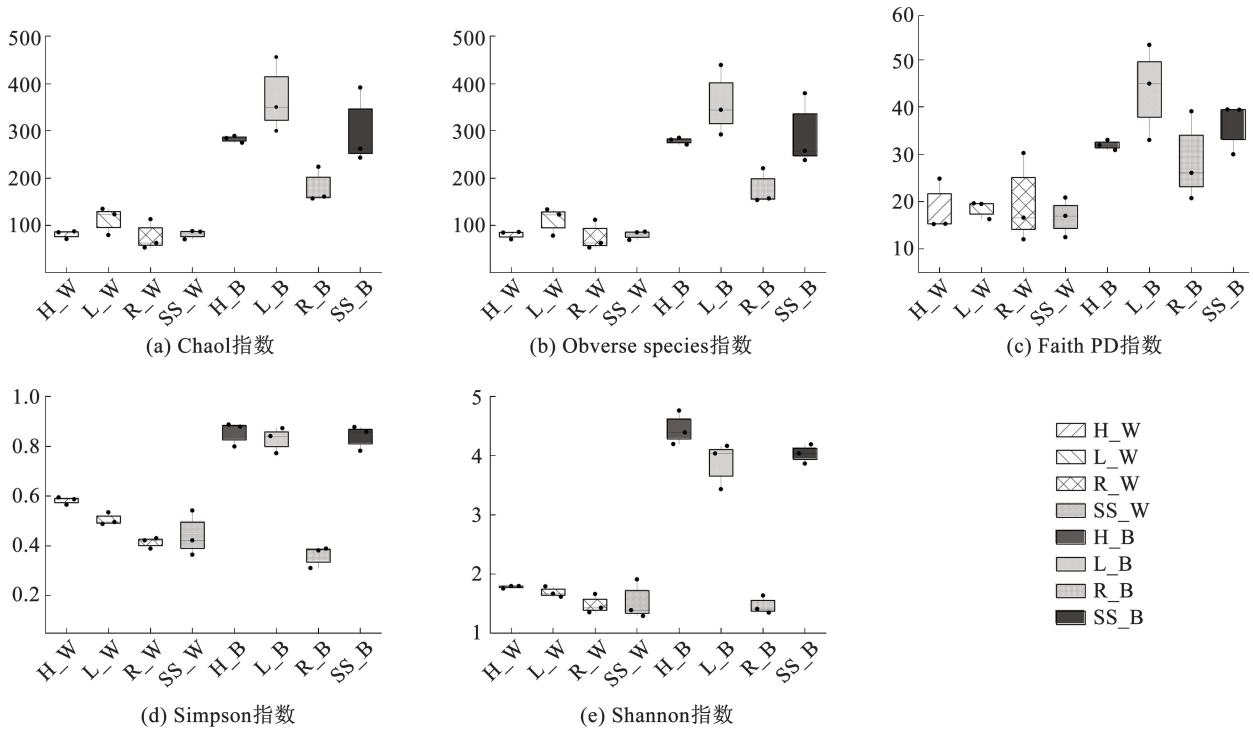 500
400
300
200
100
H_W
L_W
R_W
SS_W
H_B
L_B
R_B
SS_B
(a) Chaol指数
500
400
300
200
100
H_W
L_W
R_W
SS_W
H_B
L_B
R_B
SS_B
(b) Obverse species指数
60
50
40
30
20
10
H_W
L_W
R_W
SS_W
H_B
L_B
R_B
SS_B
(c) Faith PD指数
1.0
0.8
0.6
0.4
0.2
H_W
L_W
R_W
SS_W
H_B
L_B
R_B
SS_B
(d) Simpson指数
5
4
3
2
1
H_W
L_W
R_W
SS_W
H_B
L_B
R_B
SS_B
(e) Shannon指数
H_W
L_W
R_W
SS_W
H_B
L_B
R_B
SS_B